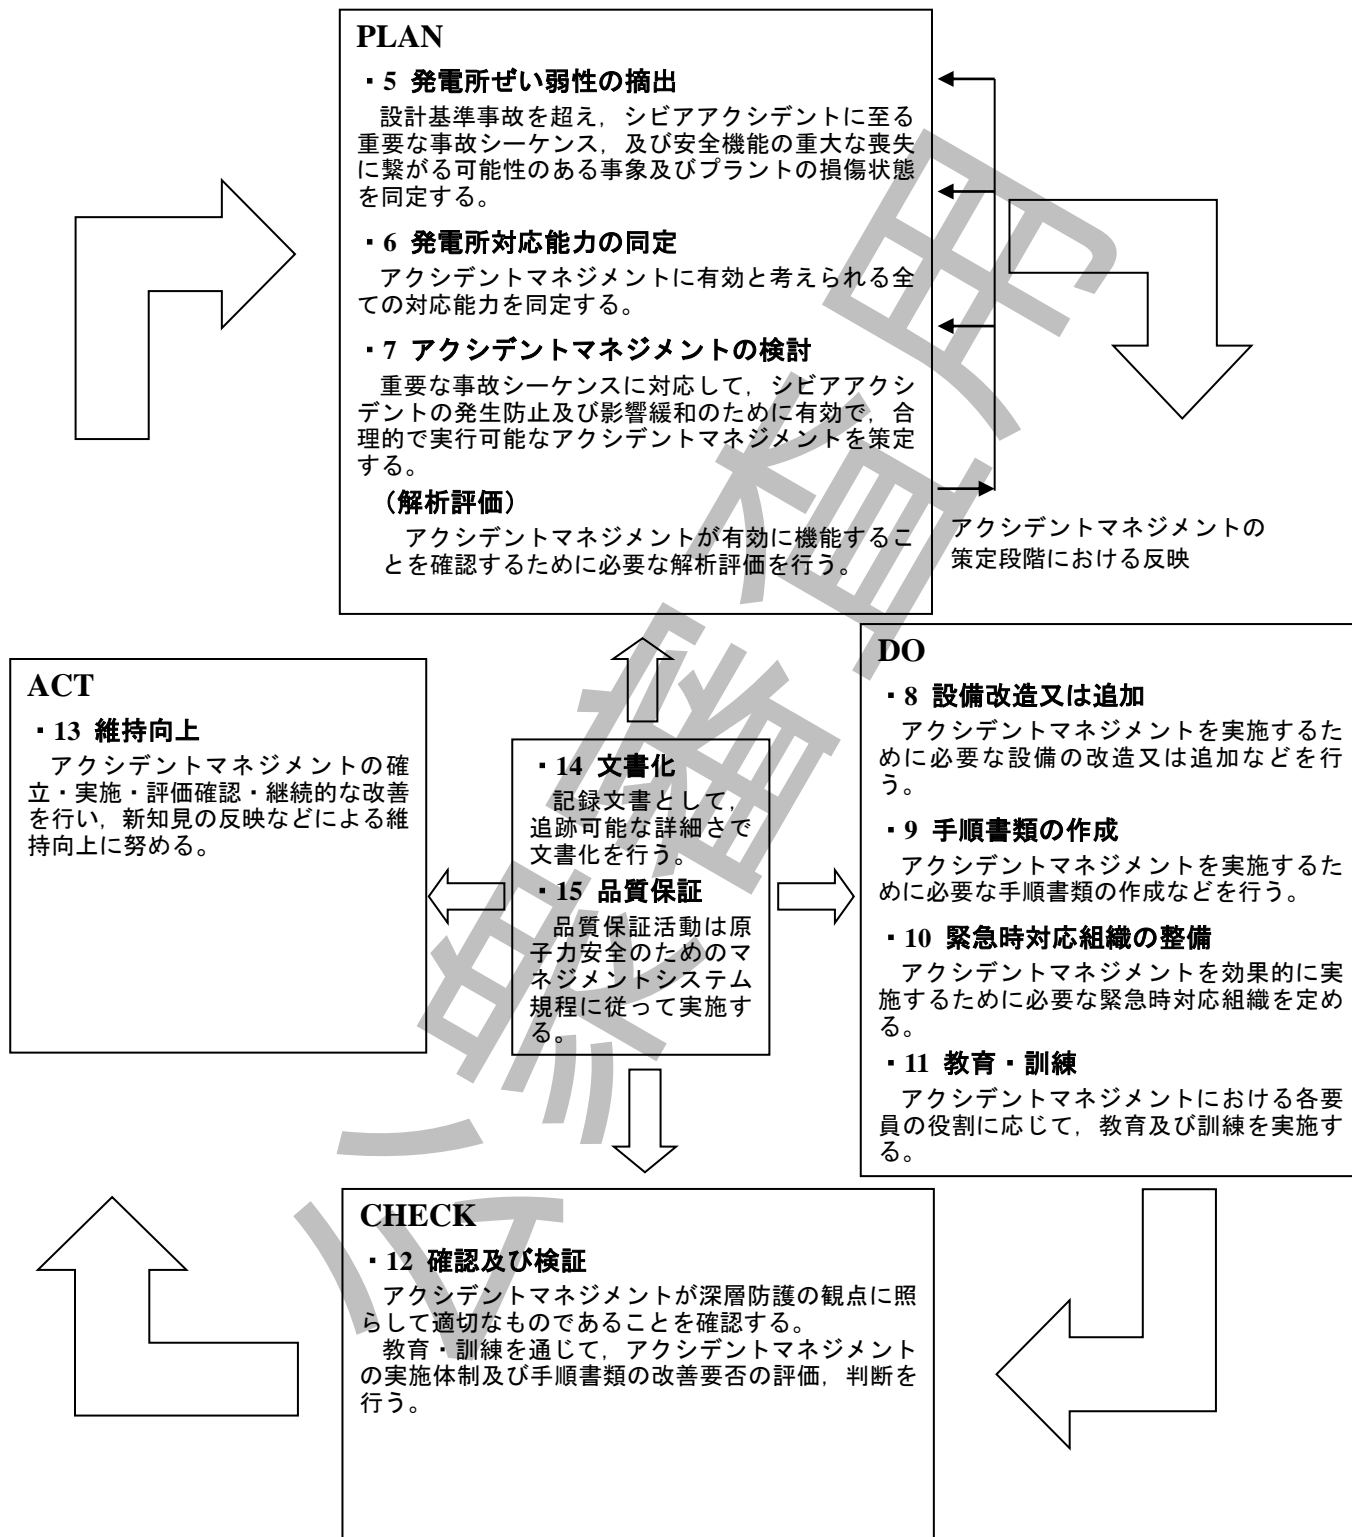 PLAN
・5 発電所ぜい弱性の摘出
設計基準事故を超え，シビアアクシデントに至る
重要な事故シーケンス，及び安全機能の重大な喪失
に繋がる可能性のある事象及びプラントの損傷状態
を同定する。
・6 発電所対応能力の同定
アクシデントマネジメントに有効と考えられる全
ての対応能力を同定する。
・7 アクシデントマネジメントの検討
重要な事故シーケンスに対応して，シビアアクシ
デントの発生防止及び影響緩和のために有効で，合
理的で実行可能なアクシデントマネジメントを策定
する。
（解析評価）
アクシデントマネジメントが有効に機能するこ
とを確認するために必要な解析評価を行う。
アクシデントマネジメントの
策定段階における反映
ACT
・13 維持向上
アクシデントマネジメントの確
立・実施・評価確認・継続的な改善
を行い，新知見の反映などによる維
持向上に努める。
・14 文書化
記録文書として，
追跡可能な詳細さで
文書化を行う。
・15 品質保証
品質保証活動は原
子力安全のためのマ
ネジメントシステム
規程に従って実施す
る。
DO
・8 設備改造又は追加
アクシデントマネジメントを実施するた
めに必要な設備の改造又は追加などを行
う。
・9 手順書類の作成
アクシデントマネジメントを実施するた
めに必要な手順書類の作成などを行う。
・10 緊急時対応組織の整備
アクシデントマネジメントを効果的に実
施するために必要な緊急時対応組織を定め
る。
・11 教育・訓練
アクシデントマネジメントにおける各要
員の役割に応じて，教育及び訓練を実施す
る。
CHECK
・12 確認及び検証
アクシデントマネジメントが深層防護の観点に照
らして適切なものであることを確認する。
教育・訓練を通じて，アクシデントマネジメント
の実施体制及び手順書類の改善要否の評価，判断を
行う。
公衆審査用